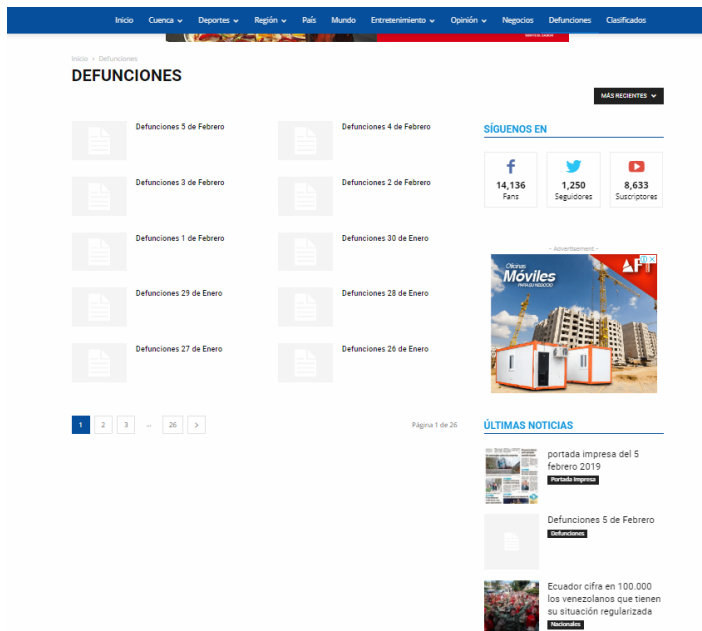 Inicio Cuenca Deportes Región País Mundo Entretenimiento Opinión Negocios Defunciones Clasificados
Inicio › Defunciones
DEFUNCIONES
MÁS RECIENTES
Defunciones 5 de Febrero
Defunciones 4 de Febrero
Defunciones 3 de Febrero
Defunciones 2 de Febrero
Defunciones 1 de Febrero
Defunciones 30 de Enero
Defunciones 29 de Enero
Defunciones 28 de Enero
Defunciones 27 de Enero
Defunciones 26 de Enero
1 2 3 ... 26 ›
Página 1 de 26
SÍGUENOS EN
14,136
Fans
1,250
Seguidores
8,633
Suscriptores
- Advertisement -
Oficinas
Móviles
PARA SU NEGOCIO
ÚLTIMAS NOTICIAS
portada impresa del 5
febrero 2019
Portada Impresa
Defunciones 5 de Febrero
Defunciones
Ecuador cifra en 100.000
los venezolanos que tienen
su situación regularizada
Nacionales